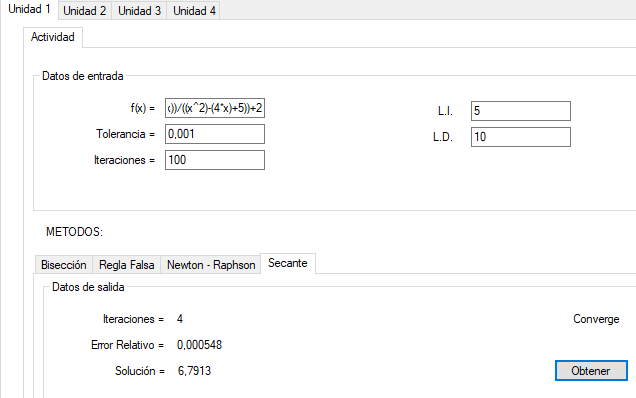 Unidad 1 Unidad 2 Unidad 3 Unidad 4
Actividad
Datos de entrada
f(x) = ))/((x^2)-(4*x)+5))+2
L.I. 5
Tolerancia = 0,001
L.D. 10
Iteraciones = 100
METODOS:
Bisección Regla Falsa Newton - Raphson Secante
Datos de salida
Iteraciones = 4
Converge
Error Relativo = 0,000548
Solución = 6,7913
Obtener